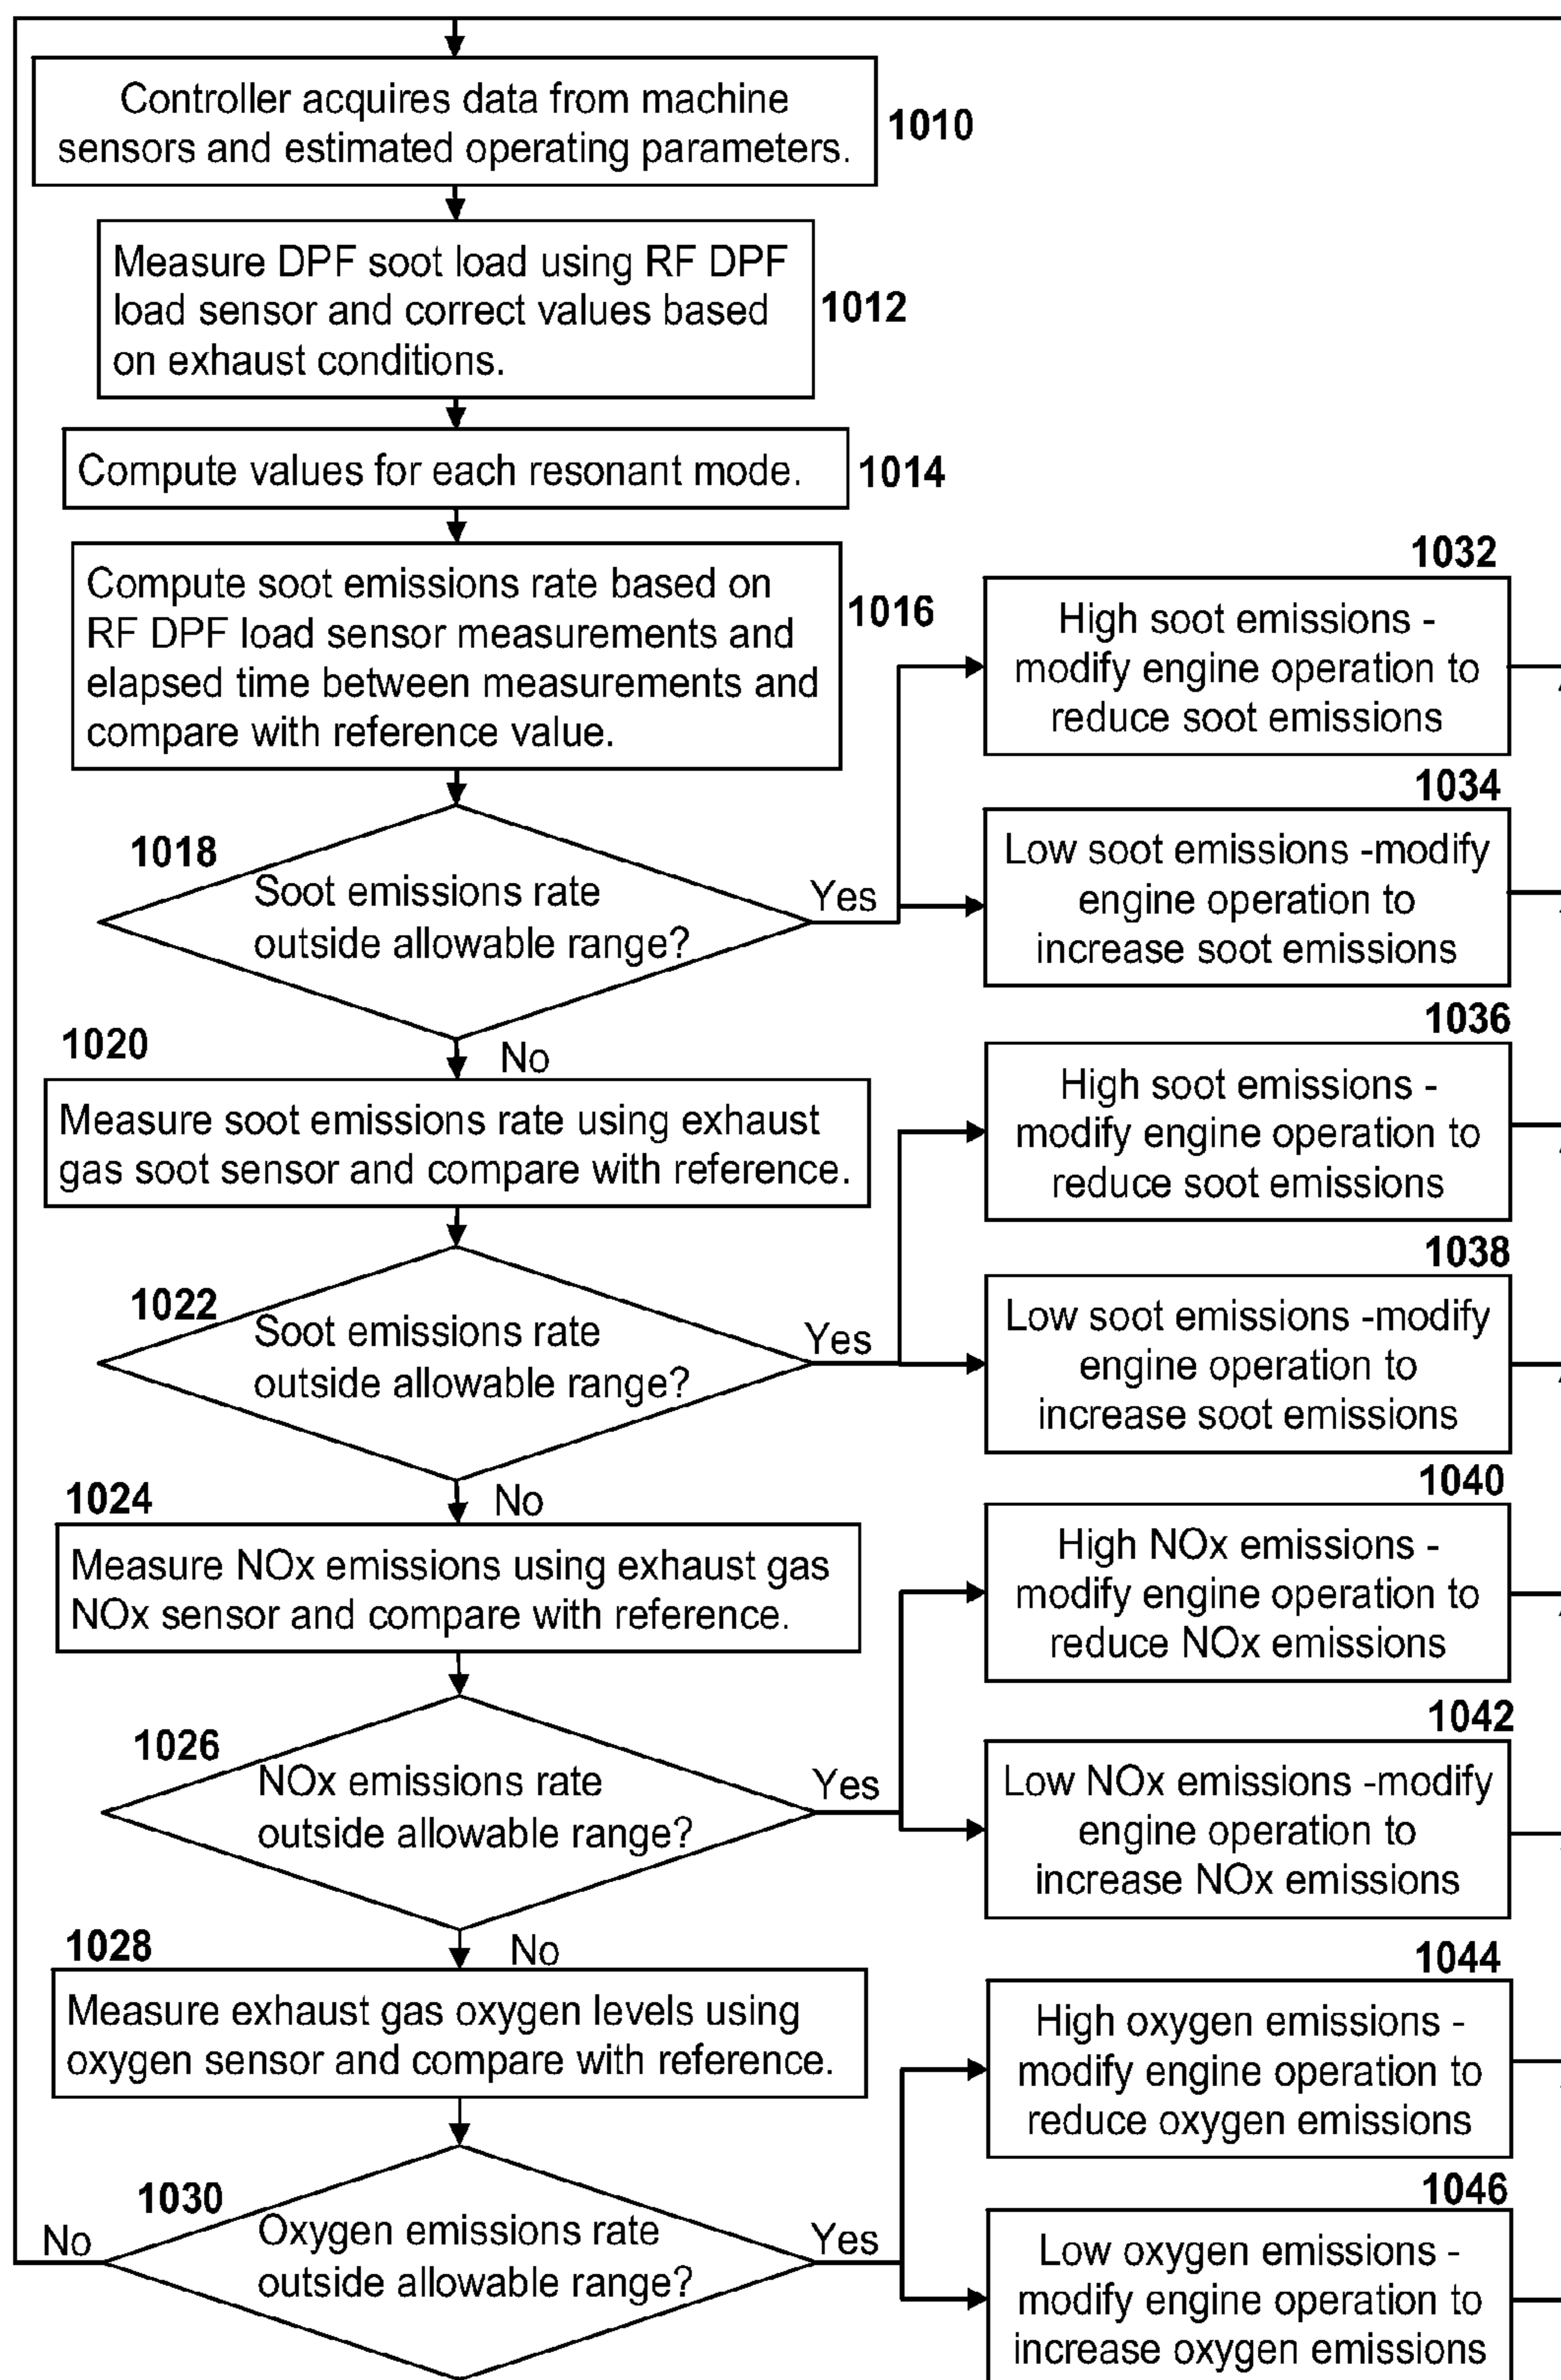 Controller acquires data from machine
sensors and estimated operating parameters.
1010
Measure DPF soot load using RF DPF
load sensor and correct values based
on exhaust conditions.
1012
Compute values for each resonant mode.
1014
Compute soot emissions rate based on
RF DPF load sensor measurements and
elapsed time between measurements and
compare with reference value.
1016
1018
Soot emissions rate
outside allowable range?
Yes
No
1032
High soot emissions -
modify engine operation to
reduce soot emissions
1034
Low soot emissions -modify
engine operation to
increase soot emissions
1020
Measure soot emissions rate using exhaust
gas soot sensor and compare with reference.
1022
Soot emissions rate
outside allowable range?
Yes
No
1036
High soot emissions -
modify engine operation to
reduce soot emissions
1038
Low soot emissions -modify
engine operation to
increase soot emissions
1024
Measure NOx emissions using exhaust gas
NOx sensor and compare with reference.
1026
NOx emissions rate
outside allowable range?
Yes
No
1040
High NOx emissions -
modify engine operation to
reduce NOx emissions
1042
Low NOx emissions -modify
engine operation to
increase NOx emissions
1028
Measure exhaust gas oxygen levels using
oxygen sensor and compare with reference.
1030
Oxygen emissions rate
outside allowable range?
No
Yes
1044
High oxygen emissions -
modify engine operation to
reduce oxygen emissions
1046
Low oxygen emissions -
modify engine operation to
increase oxygen emissions